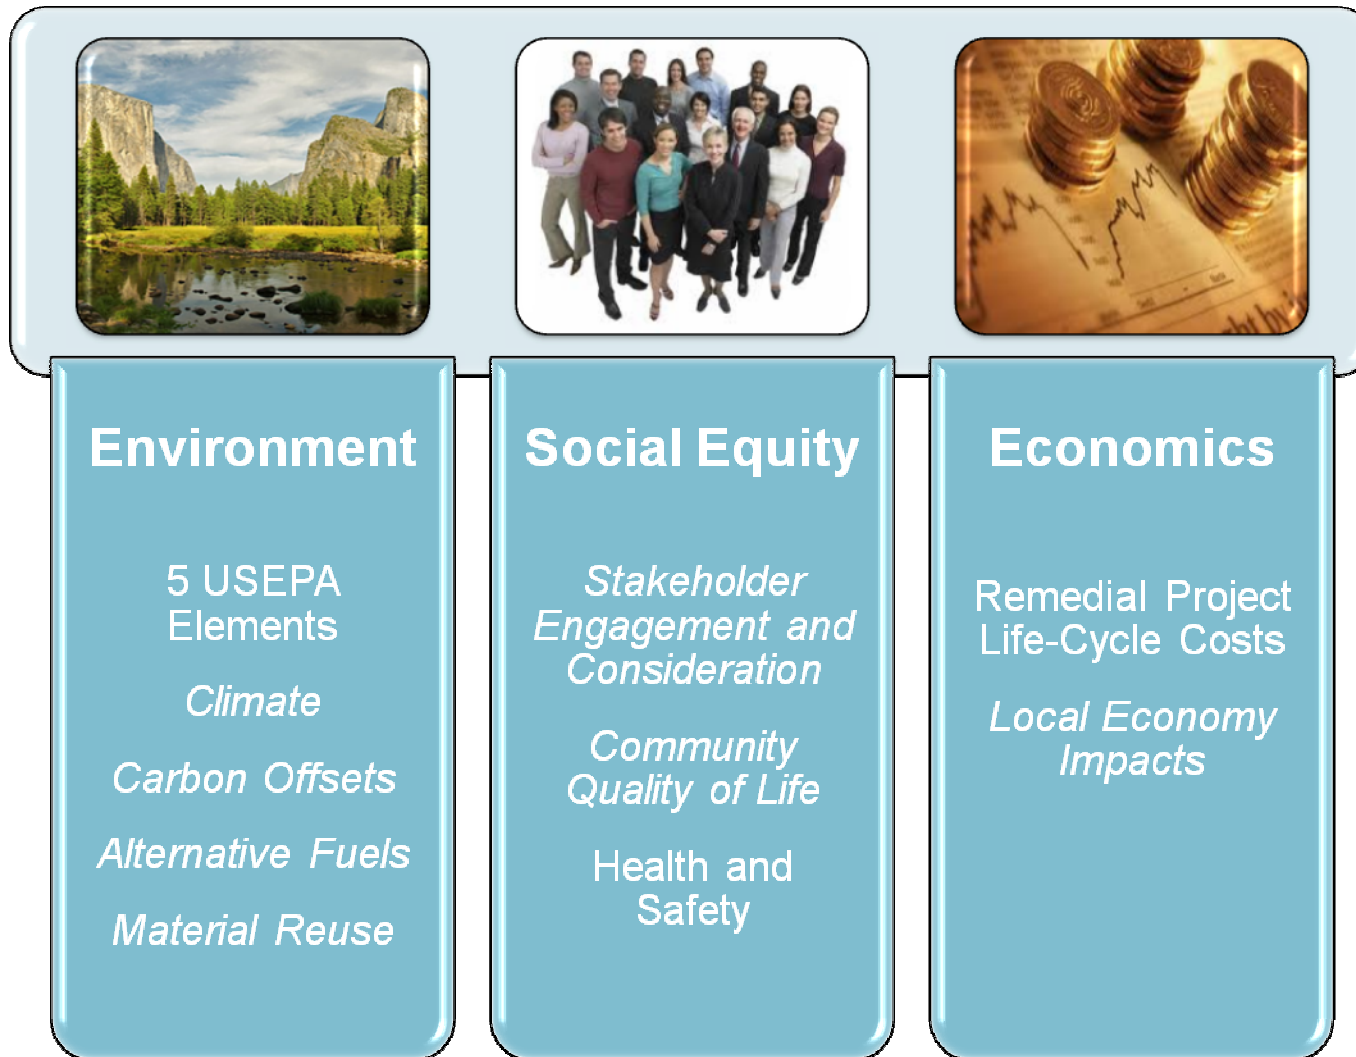 Environment
5 USEPA
Elements
Climate
Carbon Offsets
Alternative Fuels
Material Reuse
Social Equity
Stakeholder
Engagement and
Consideration
Community
Quality of Life
Health and
Safety
Economics
Remedial Project
Life-Cycle Costs
Local Economy
Impacts